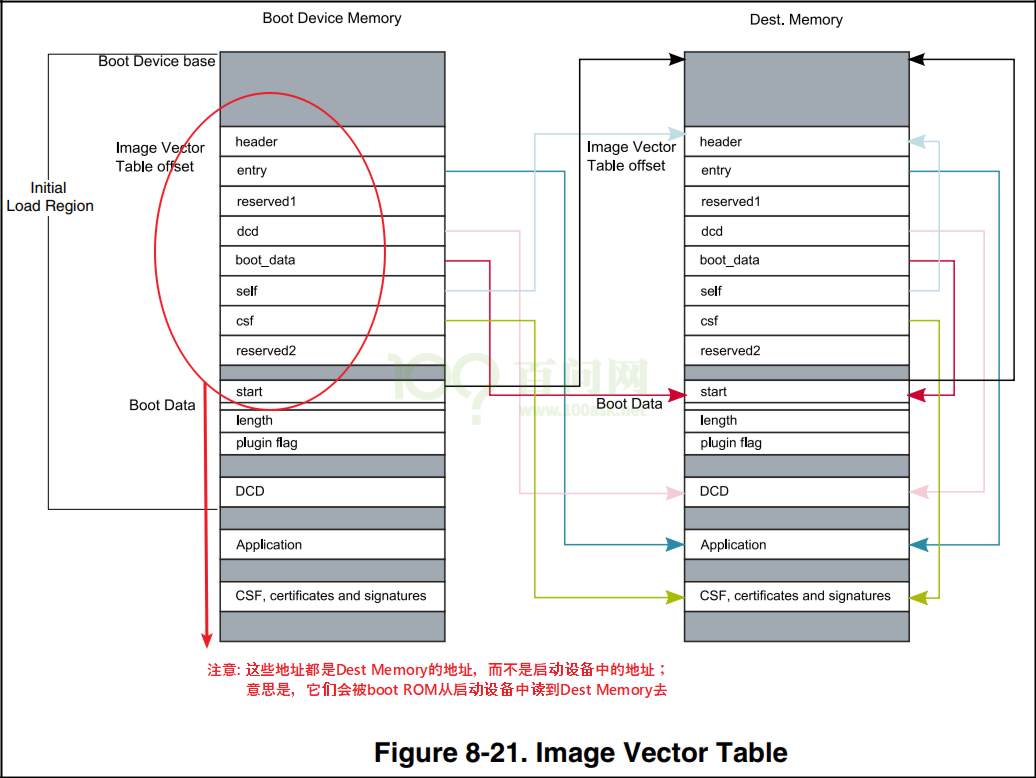 Boot Device Memory
Dest. Memory
Boot Device base
Image Vector
Table offset
Initial
Load Region
header
entry
reserved1
dcd
boot_data
self
csf
reserved2
Boot Data
start
length
plugin flag
DCD
Application
CSF, certificates and signatures
Image Vector
Table offset
header
entry
reserved1
dcd
boot_data
self
csf
reserved2
Boot Data
start
length
plugin flag
DCD
Application
CSF, certificates and signatures
100?
百问网
www.100ask.net
注意: 这些地址都是Dest Memory的地址，而不是启动设备中的地址；
意思是，它们会被boot ROM从启动设备中读到Dest Memory去
Figure 8-21. Image Vector Table